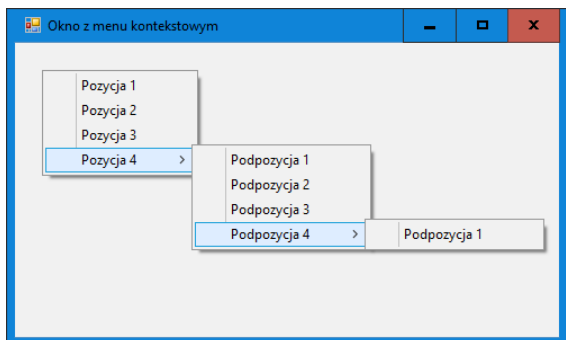 Okno z menu kontekstowym
Pozycja 1
Pozycja 2
Pozycja 3
Pozycja 4
Podpozycja 1
Podpozycja 2
Podpozycja 3
Podpozycja 4
Podpozycja 1